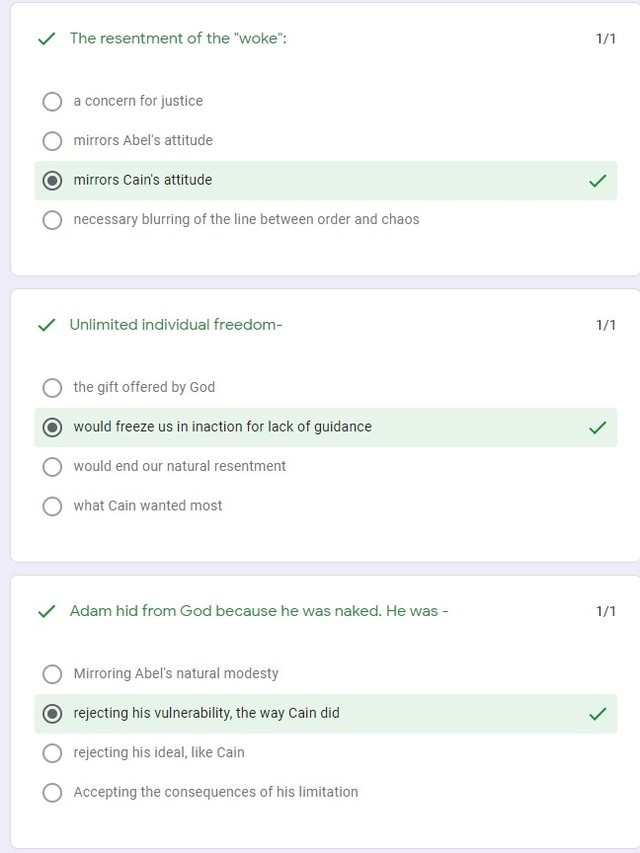 The resentment of the "woke": 1/1
a concern for justice
mirrors Abel's attitude
mirrors Cain's attitude
necessary blurring of the line between order and chaos
Unlimited individual freedom- 1/1
the gift offered by God
would freeze us in inaction for lack of guidance
would end our natural resentment
what Cain wanted most
Adam hid from God because he was naked. He was - 1/1
Mirroring Abel's natural modesty
rejecting his vulnerability, the way Cain did
rejecting his ideal, like Cain
Accepting the consequences of his limitation